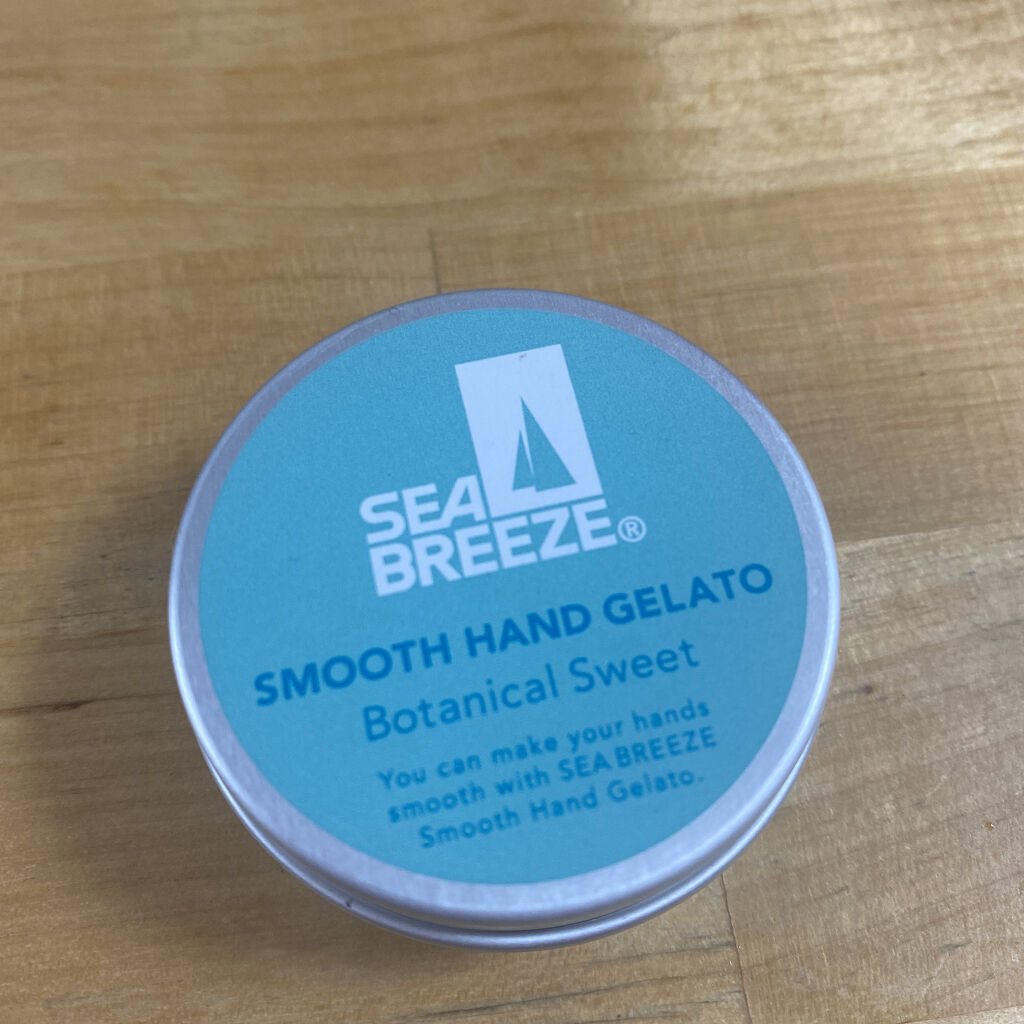 SEA
BREEZE®
SMOOTH HAND GELATO
Botanical Sweet
You can make your hands
smooth with SEA BREEZE
Smooth Hand Gelato.